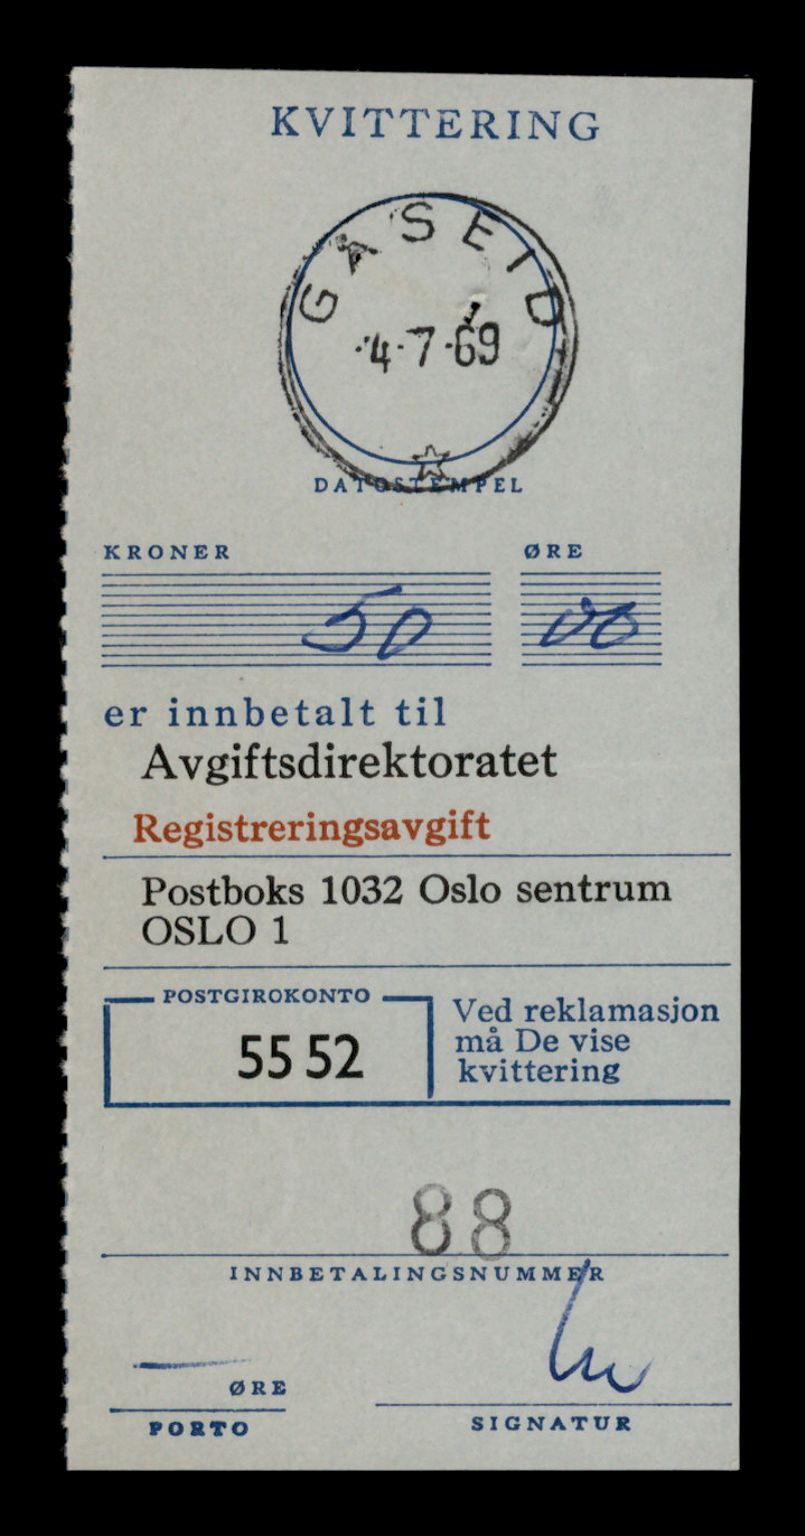 KVITTERING
GÅSEID
-4-7-69
DATOSTEMPEL
KRONER ØRE
50 00
er innbetalt til
Avgiftsdirektoratet
Registreringsavgift
Postboks 1032 Oslo sentrum
OSLO 1
POSTGIROKONTO
55 52
Ved reklamasjon
må De vise
kvittering
88
INNBETALINGSNUMMER
ØRE
PORTO
SIGNATUR